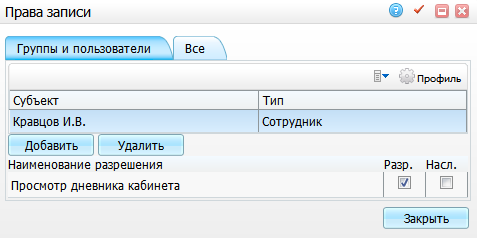 Права записи
Группы и пользователи Все
Профиль
Субъект Тип
Кравцов И.В. Сотрудник
Добавить Удалить
Наименование разрешения Разр. Насл.
Просмотр дневника кабинета
Закрыть